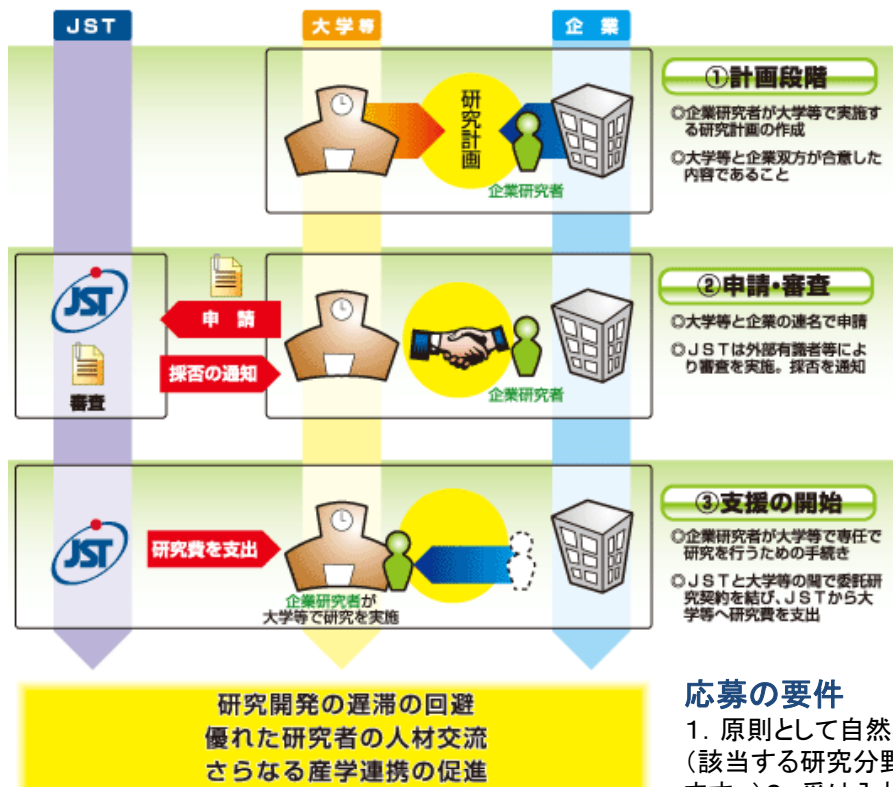 JST
大学等
企業
研究計画
企業研究者
①計画段階
◎企業研究者が大学等で実施す
る研究計画の作成
◎大学等と企業双方が合意した
内容であること
JST
審査
申請
採否の通知
企業研究者
②申請・審査
◎大学等と企業の連名で申請
◎JSTは外部有識者等によ
り審査を実施。採否を通知
JST
研究費を支出
企業研究者が
大学等で研究を実施
③支援の開始
◎企業研究者が大学等で専任で
研究を行うための手続き
◎JSTと大学等の間で委託研
究契約を結び、JSTから大
学等へ研究費を支出
研究開発の遅滞の回避
優れた研究者の人材交流
さらなる産学連携の促進
応募の要件
1. 原則として自然
(該当する研究分野